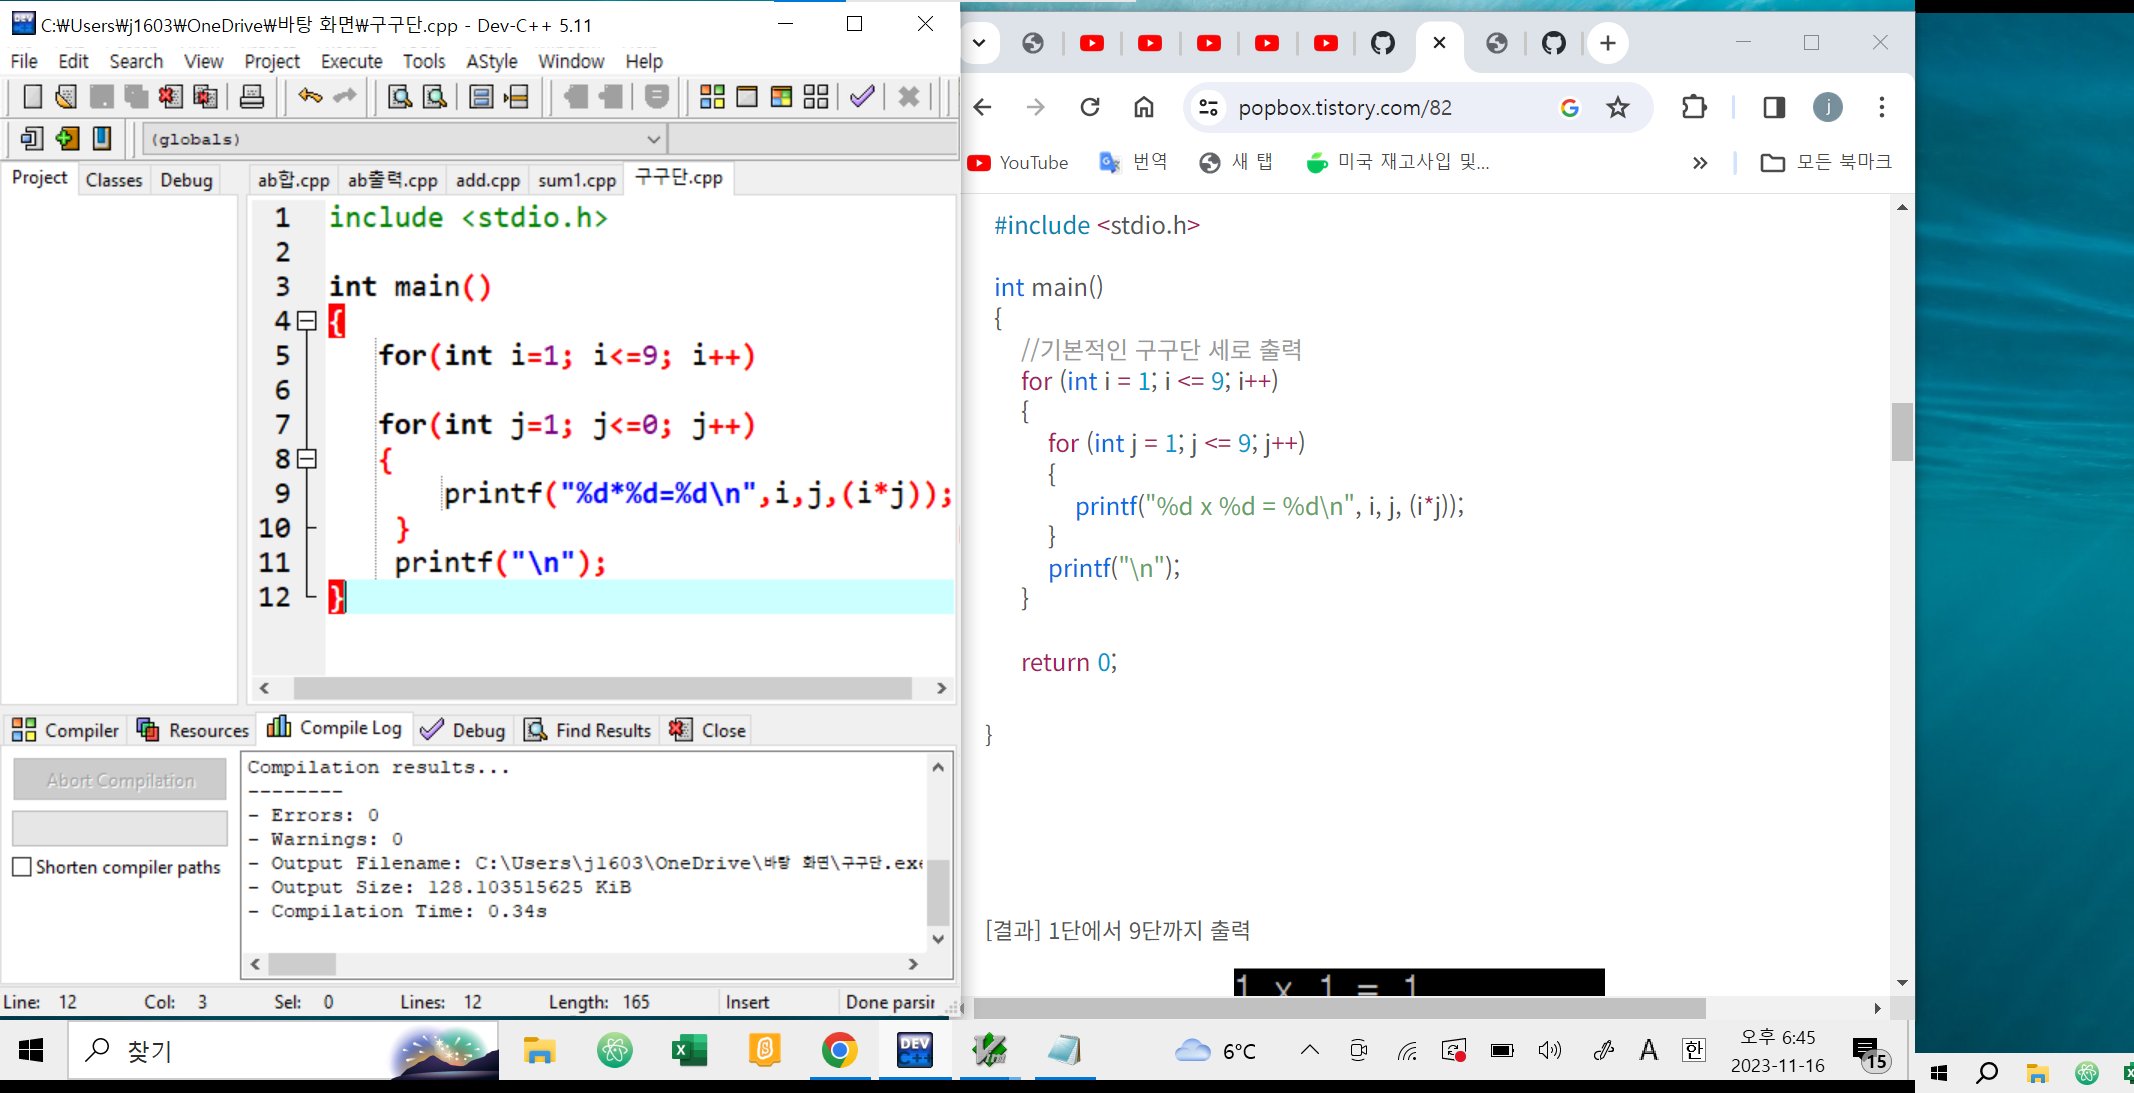 C:₩Users₩j1603₩OneDrive₩바탕 화면₩구구단.cpp - Dev-C++ 5.11
File Edit Search View Project Execute Tools AStyle Window Help
(globals)
Project Classes Debug
ab합.cpp ab출력.cpp add.cpp sum1.cpp 구구단.cpp
1 include <stdio.h>
2
3 int main()
4 {
5 for(int i=1; i<=9; i++)
6
7 for(int j=1; j<=0; j++)
8 {
9 printf("%d*%d=%d\n",i,j,(i*j));
10 }
11 printf("\n");
12 }
Compiler Resources Compile Log Debug Find Results Close
Abort Compilation
Shorten compiler paths
Compilation results...
--------
- Errors: 0
- Warnings: 0
- Output Filename: C:\Users\j1603\OneDrive\바탕 화면\구구단.exe
- Output Size: 128.103515625 KiB
- Compilation Time: 0.34s
Line: 12 Col: 3 Sel: 0 Lines: 12 Length: 165 Insert Done parsir
popbox.tistory.com/82
j
YouTube 번역 새 탭 미국 재고사입 및... » 모든 북마크
#include <stdio.h>
int main()
{
//기본적인 구구단 세로 출력
for (int i = 1; i <= 9; i++)
{
for (int j = 1; j <= 9; j++)
{
printf("%d x %d = %d\n", i, j, (i*j));
}
printf("\n");
}
return 0;
}
[결과] 1단에서 9단까지 출력
1 x 1 = 1
찾기
DEV C++
6°C
A 한
오후 6:45
2023-11-16
15